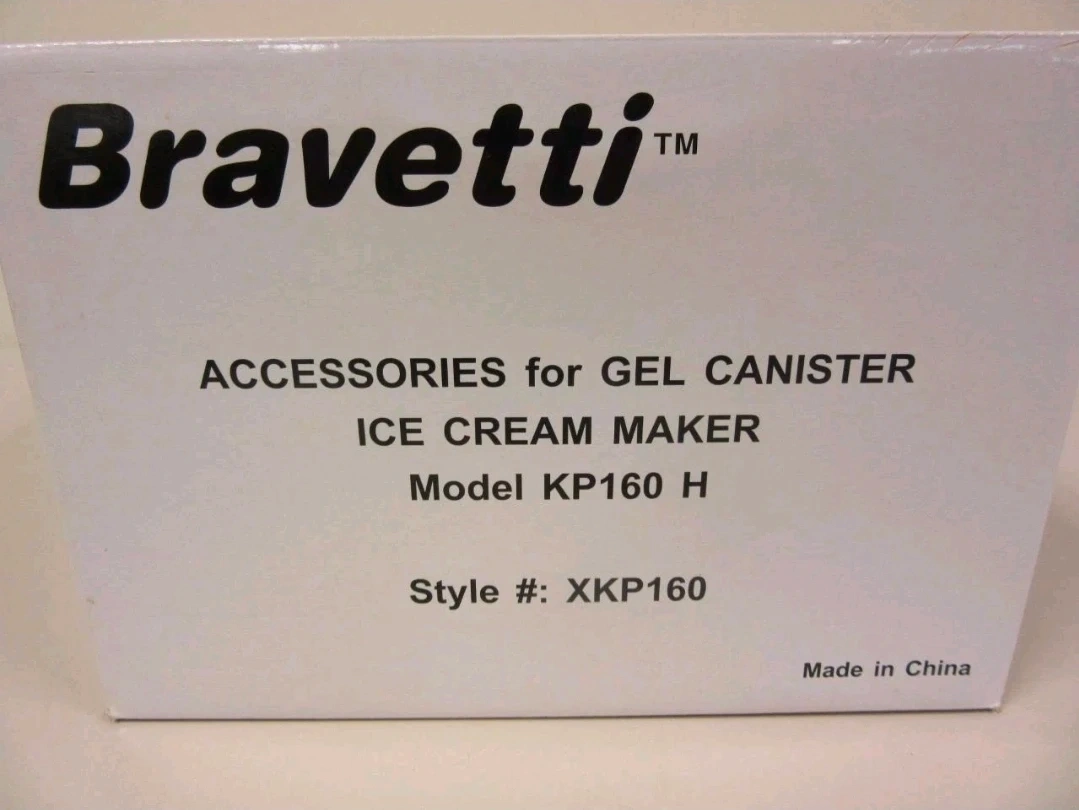 Bravetti™
ACCESSORIES for GEL CANISTER
ICE CREAM MAKER
Model KP160 H
Style #: XKP160
Made in China